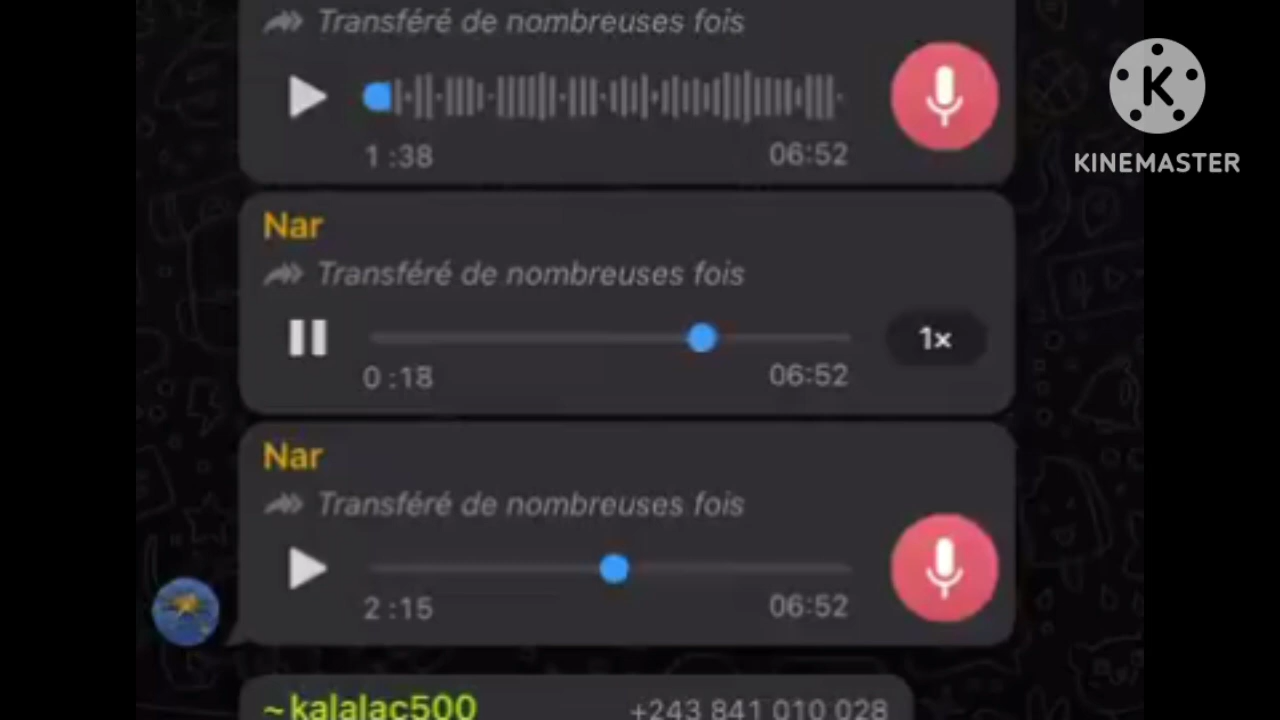 Transféré de nombreuses fois
1 :38 06:52
K
KINEMASTER
Nar
Transféré de nombreuses fois
1×
0 :18 06:52
Nar
Transféré de nombreuses fois
2 :15 06:52
~kalalac500 +243 841 010 028